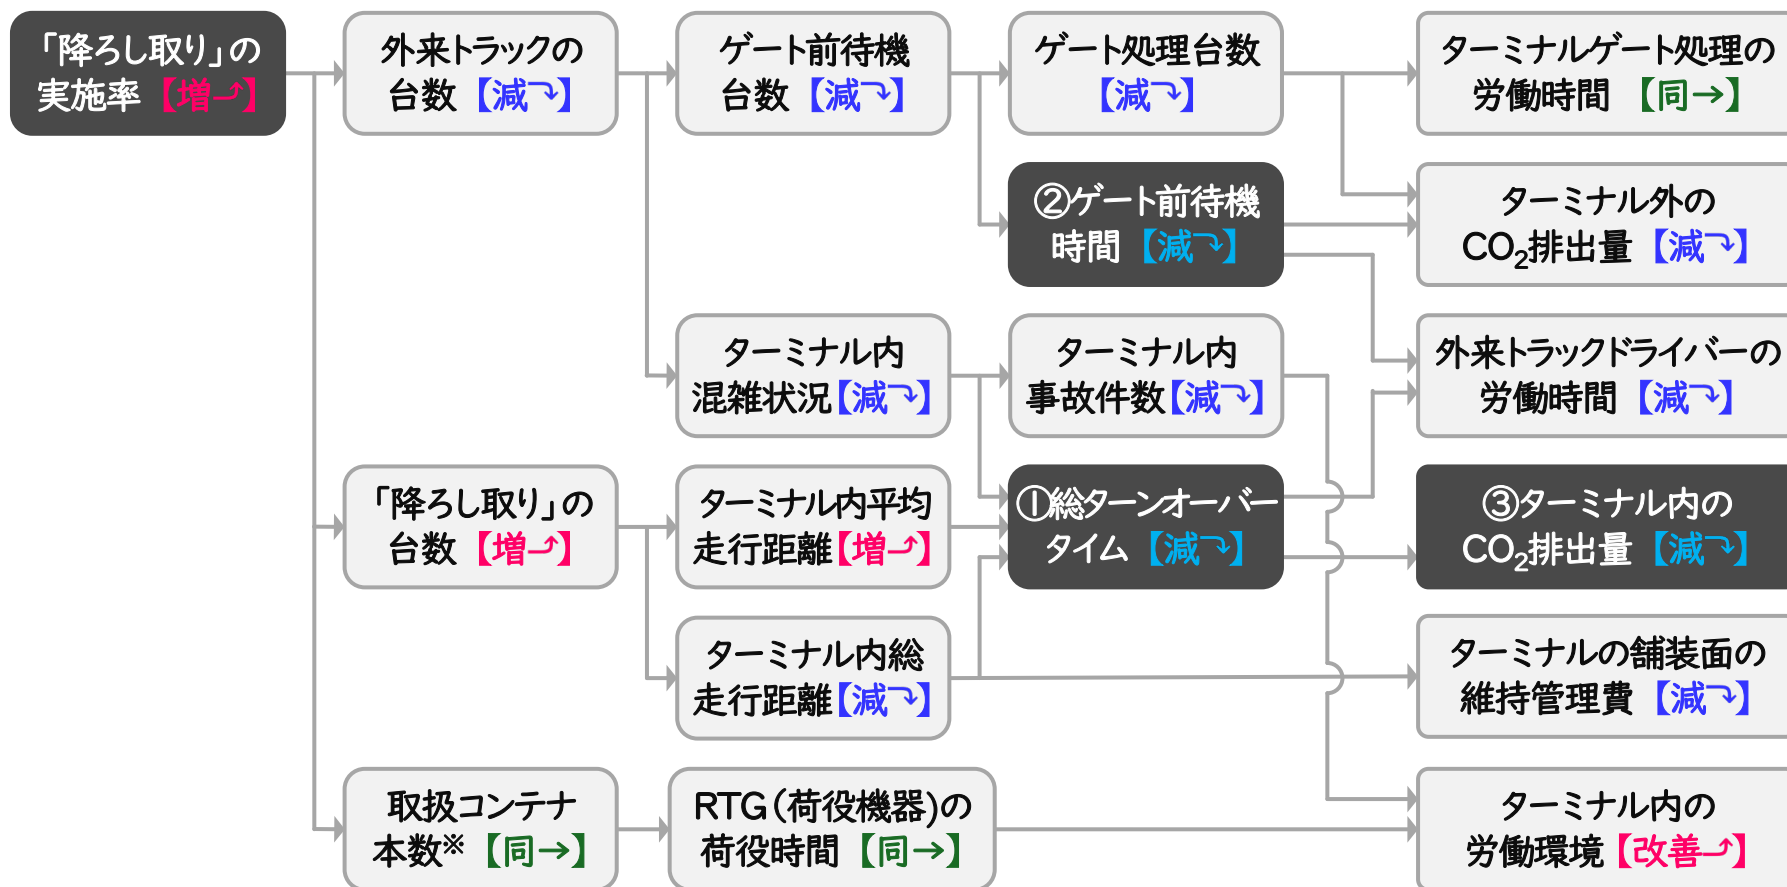 「降ろし取り」の
実施率【増⤴】
外来トラックの
台数【減⤵】
ゲート前待機
台数【減⤵】
ゲート処理台数
【減⤵】
ターミナルゲート処理の
労働時間【同→】
②ゲート前待機
時間【減⤵】
ターミナル外の
CO₂排出量【減⤵】
ターミナル内
混雑状況【減⤵】
ターミナル内
事故件数【減⤵】
外来トラックドライバーの
労働時間【減⤵】
「降ろし取り」の
台数【増⤴】
ターミナル内平均
走行距離【増⤴】
①総ターンオーバー
タイム【減⤵】
③ターミナル内の
CO₂排出量【減⤵】
ターミナル内総
走行距離【減⤵】
ターミナルの舗装面の
維持管理費【減⤵】
取扱コンテナ
本数※【同→】
RTG(荷役機器)の
荷役時間【同→】
ターミナル内の
労働環境【改善⤴】